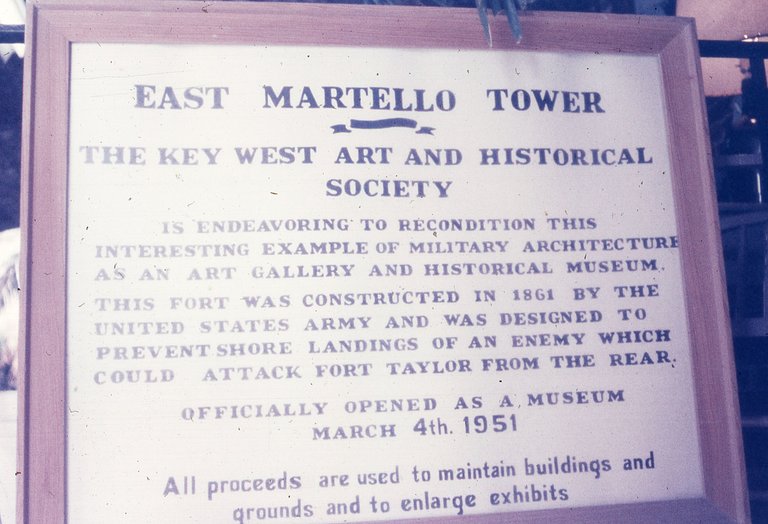 EAST MARTELLO TOWER
THE KEY WEST ART AND HISTORICAL
SOCIETY
IS ENDEAVORING TO RECONDITION THIS
INTERESTING EXAMPLE OF MILITARY ARCHITECTURE
AS AN ART GALLERY AND HISTORICAL MUSEUM.
THIS FORT WAS CONSTRUCTED IN 1861 BY THE
UNITED STATES ARMY AND WAS DESIGNED TO
PREVENT SHORE LANDINGS OF AN ENEMY WHICH
COULD ATTACK FORT TAYLOR FROM THE REAR.
OFFICIALLY OPENED AS A MUSEUM
MARCH 4th. 1951
All proceeds are used to maintain buildings and
grounds and to enlarge exhibits